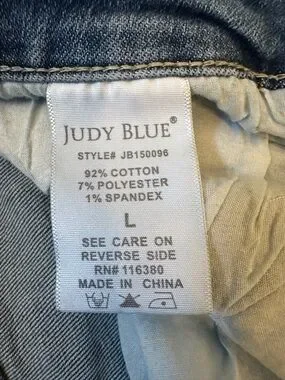 JUDY BLUE®
STYLE# JB150096
92% COTTON
7% POLYESTER
1% SPANDEX
L
SEE CARE ON
REVERSE SIDE
RN# 116380
MADE IN CHINA